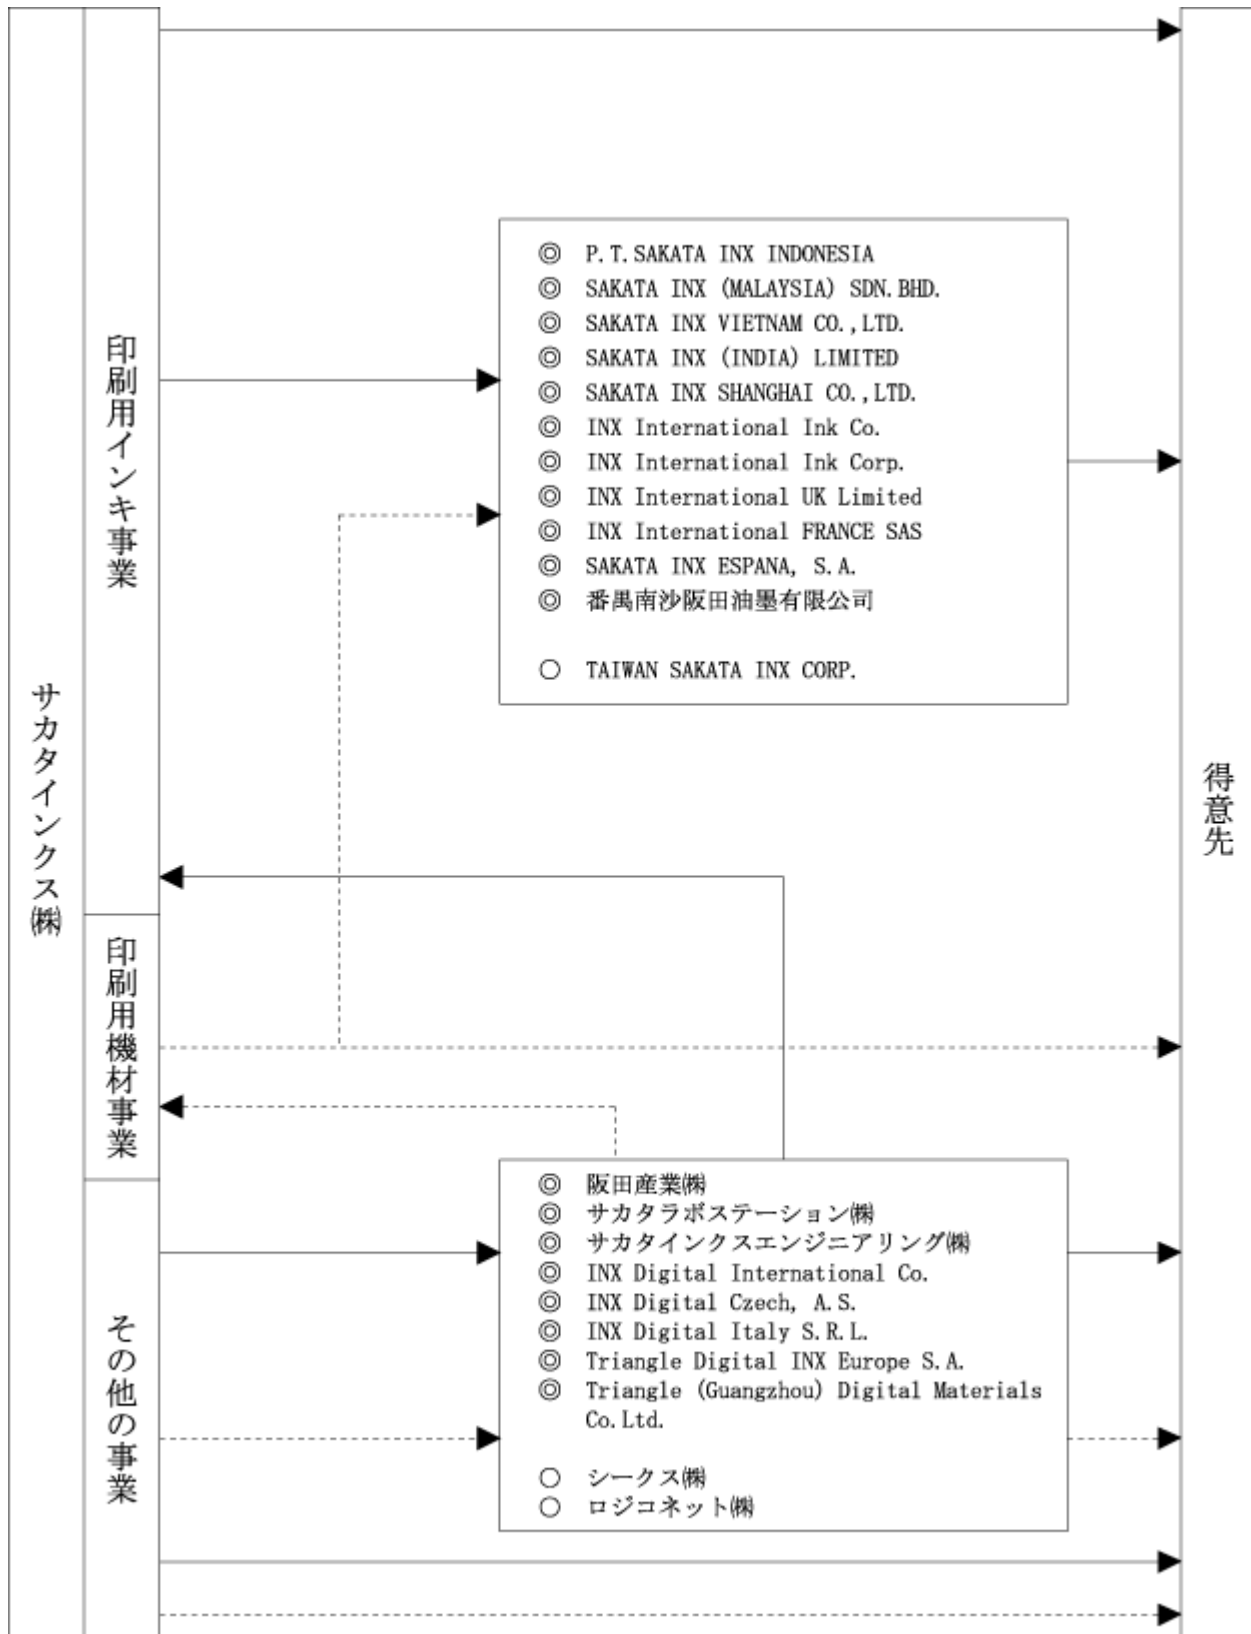 サカタインクス㈱
印刷用インキ事業
◎ P.T.SAKATA INX INDONESIA
◎ SAKATA INX (MALAYSIA) SDN.BHD.
◎ SAKATA INX VIETNAM CO.,LTD.
◎ SAKATA INX (INDIA) LIMITED
◎ SAKATA INX SHANGHAI CO.,LTD.
◎ INX International Ink Co.
◎ INX International Ink Corp.
◎ INX International UK Limited
◎ INX International FRANCE SAS
◎ SAKATA INX ESPANA, S.A.
◎ 番禺南沙阪田油墨有限公司
○ TAIWAN SAKATA INX CORP.
印刷用機材事業
その他の事業
◎ 阪田産業㈱
◎ サカタラボステーション㈱
◎ サカタインクスエンジニアリング㈱
◎ INX Digital International Co.
◎ INX Digital Czech, A.S.
◎ INX Digital Italy S.R.L.
◎ Triangle Digital INX Europe S.A.
◎ Triangle (Guangzhou) Digital Materials
Co.Ltd.
○ シークス㈱
○ ロジコネット㈱
得意先